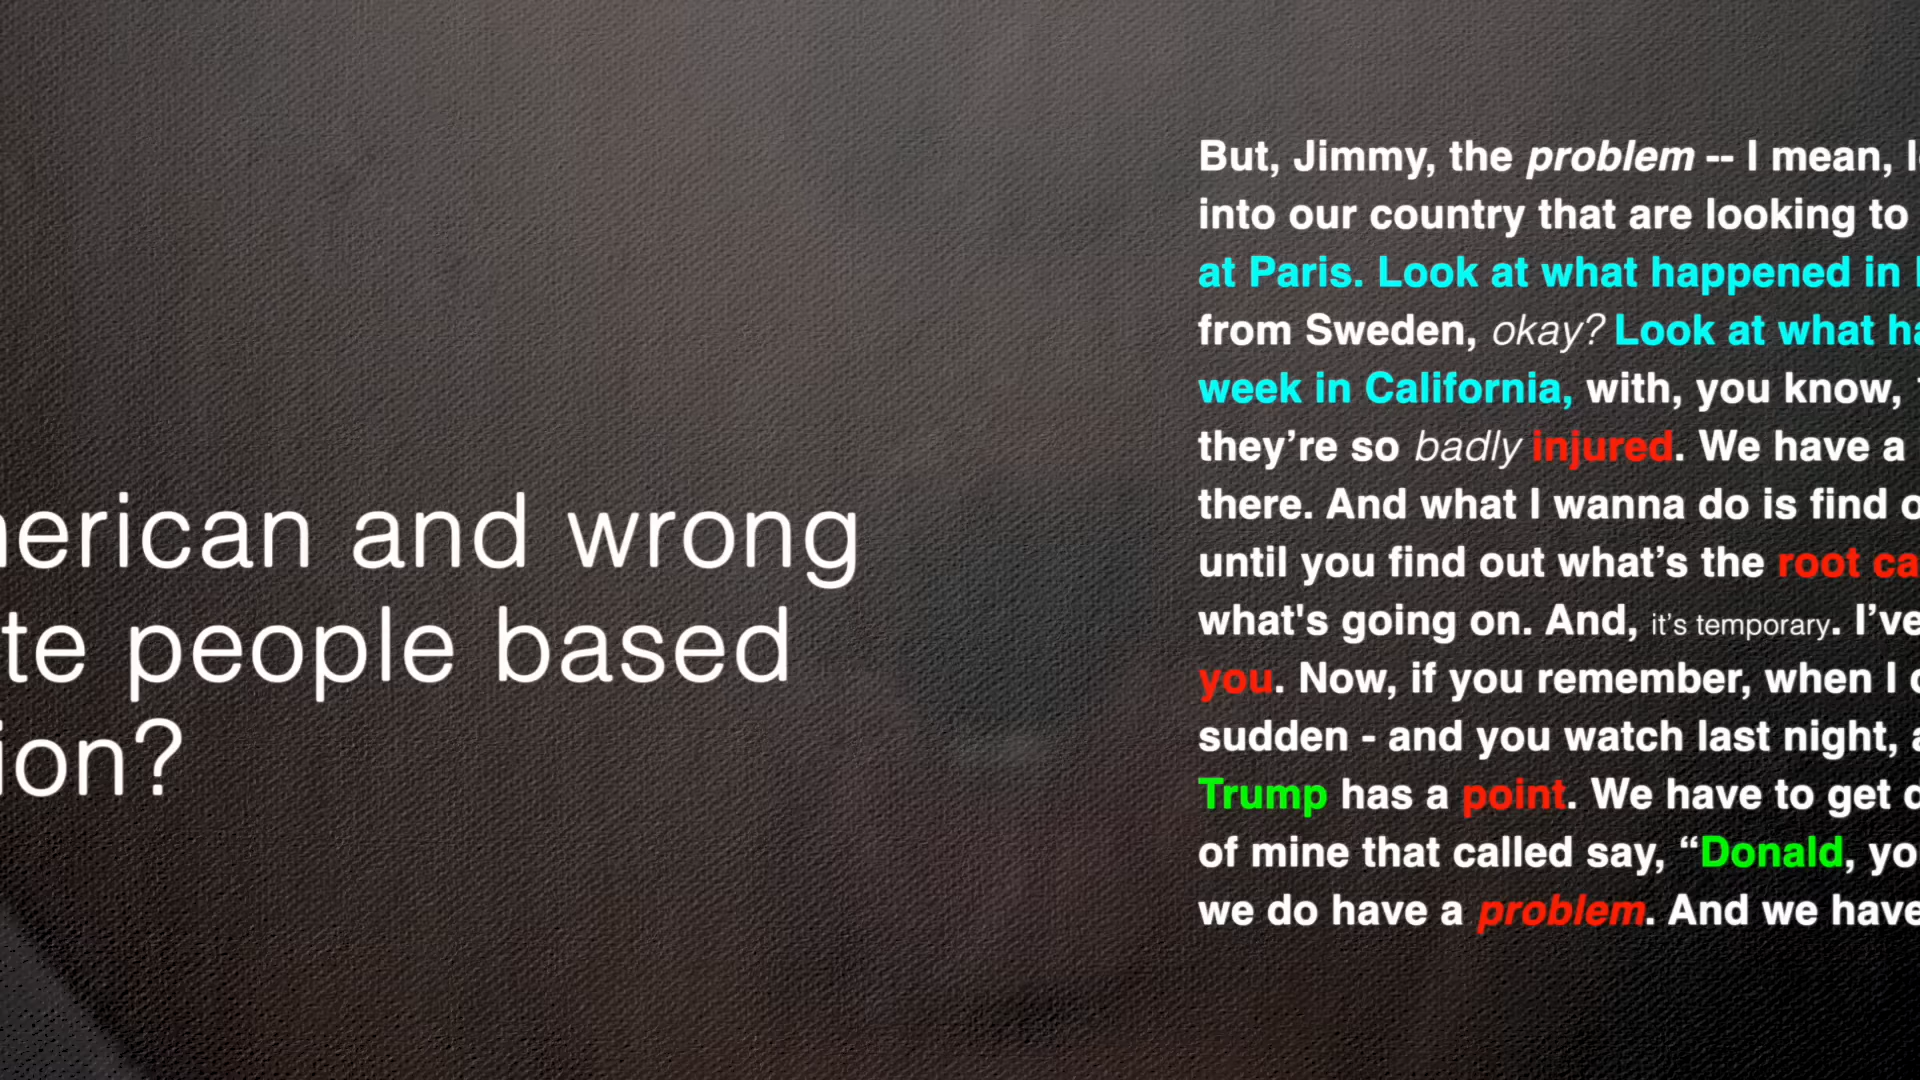 merican and wrong
te people based
ion?
But, Jimmy, the problem -- I mean,
into our country that are looking to
at Paris. Look at what happened in
from Sweden, okay? Look at what ha
week in California, with, you know,
they’re so badly injured. We have a
there. And what I wanna do is find o
until you find out what’s the root ca
what's going on. And, it’s temporary. I’ve
you. Now, if you remember, when I c
sudden - and you watch last night, a
Trump has a point. We have to get d
of mine that called say, “Donald, yo
we do have a problem. And we have